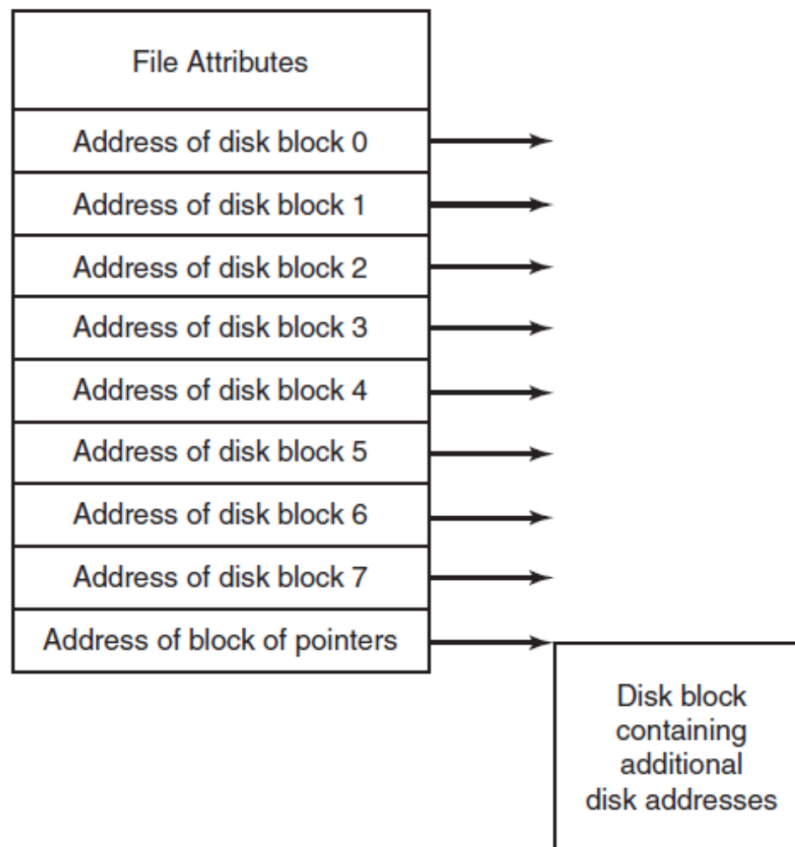 File Attributes
Address of disk block 0
Address of disk block 1
Address of disk block 2
Address of disk block 3
Address of disk block 4
Address of disk block 5
Address of disk block 6
Address of disk block 7
Address of block of pointers
Disk block
containing
additional
disk addresses